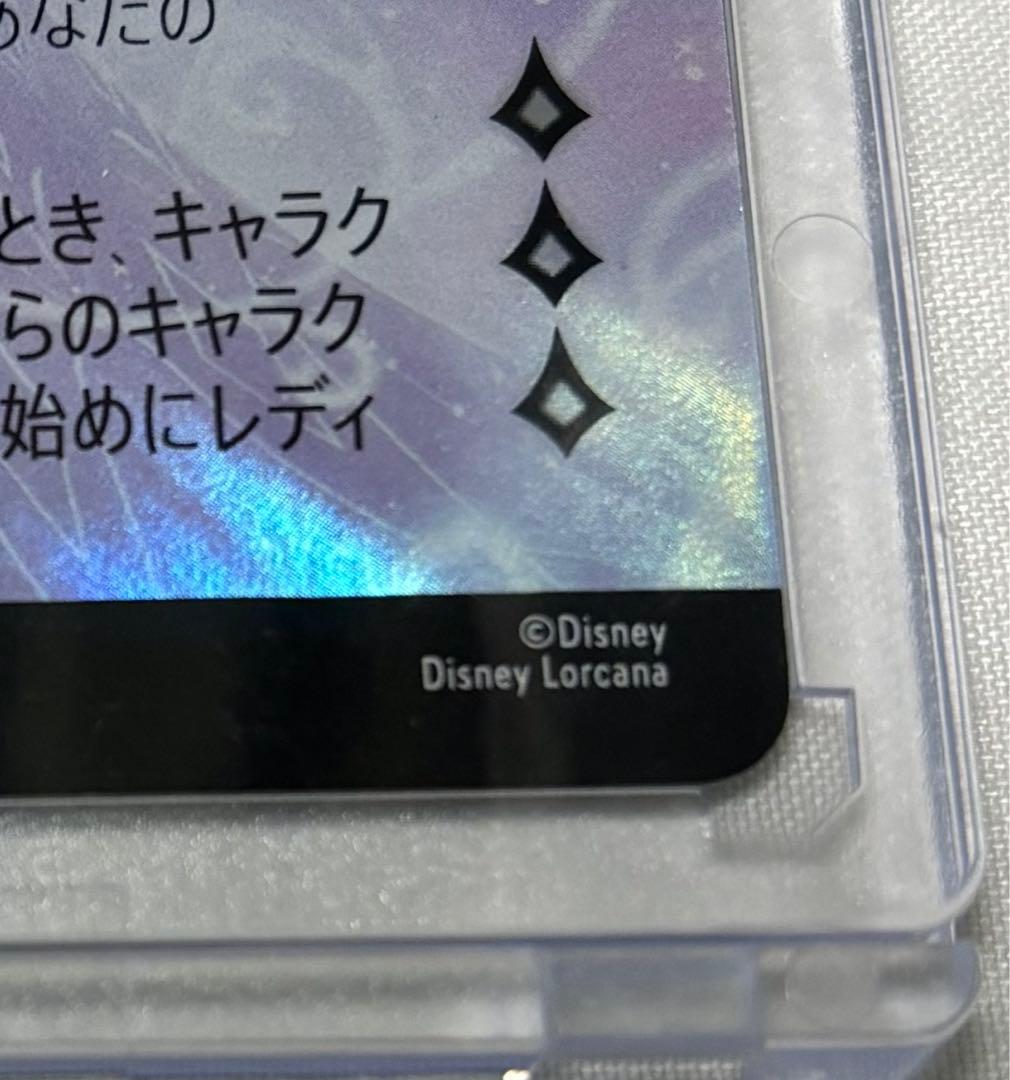 あなたの
とき、キャラク
らのキャラク
始めにレディ
©Disney
Disney Lorcana